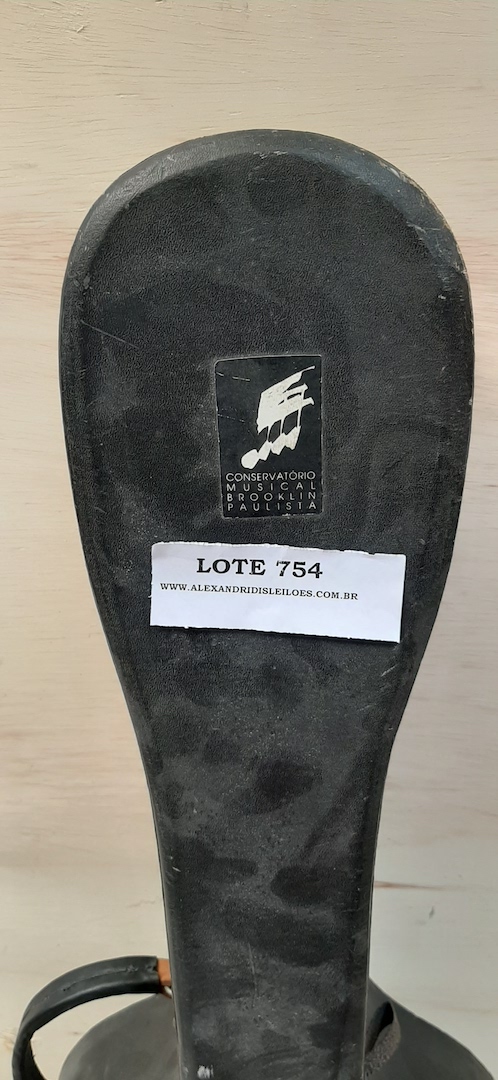 CONSERVATÓRIO
MUSICAL
BROOKLIN
PAULISTA
LOTE 754
WWW.ALEXANDRIDISLEILOES.COM.BR